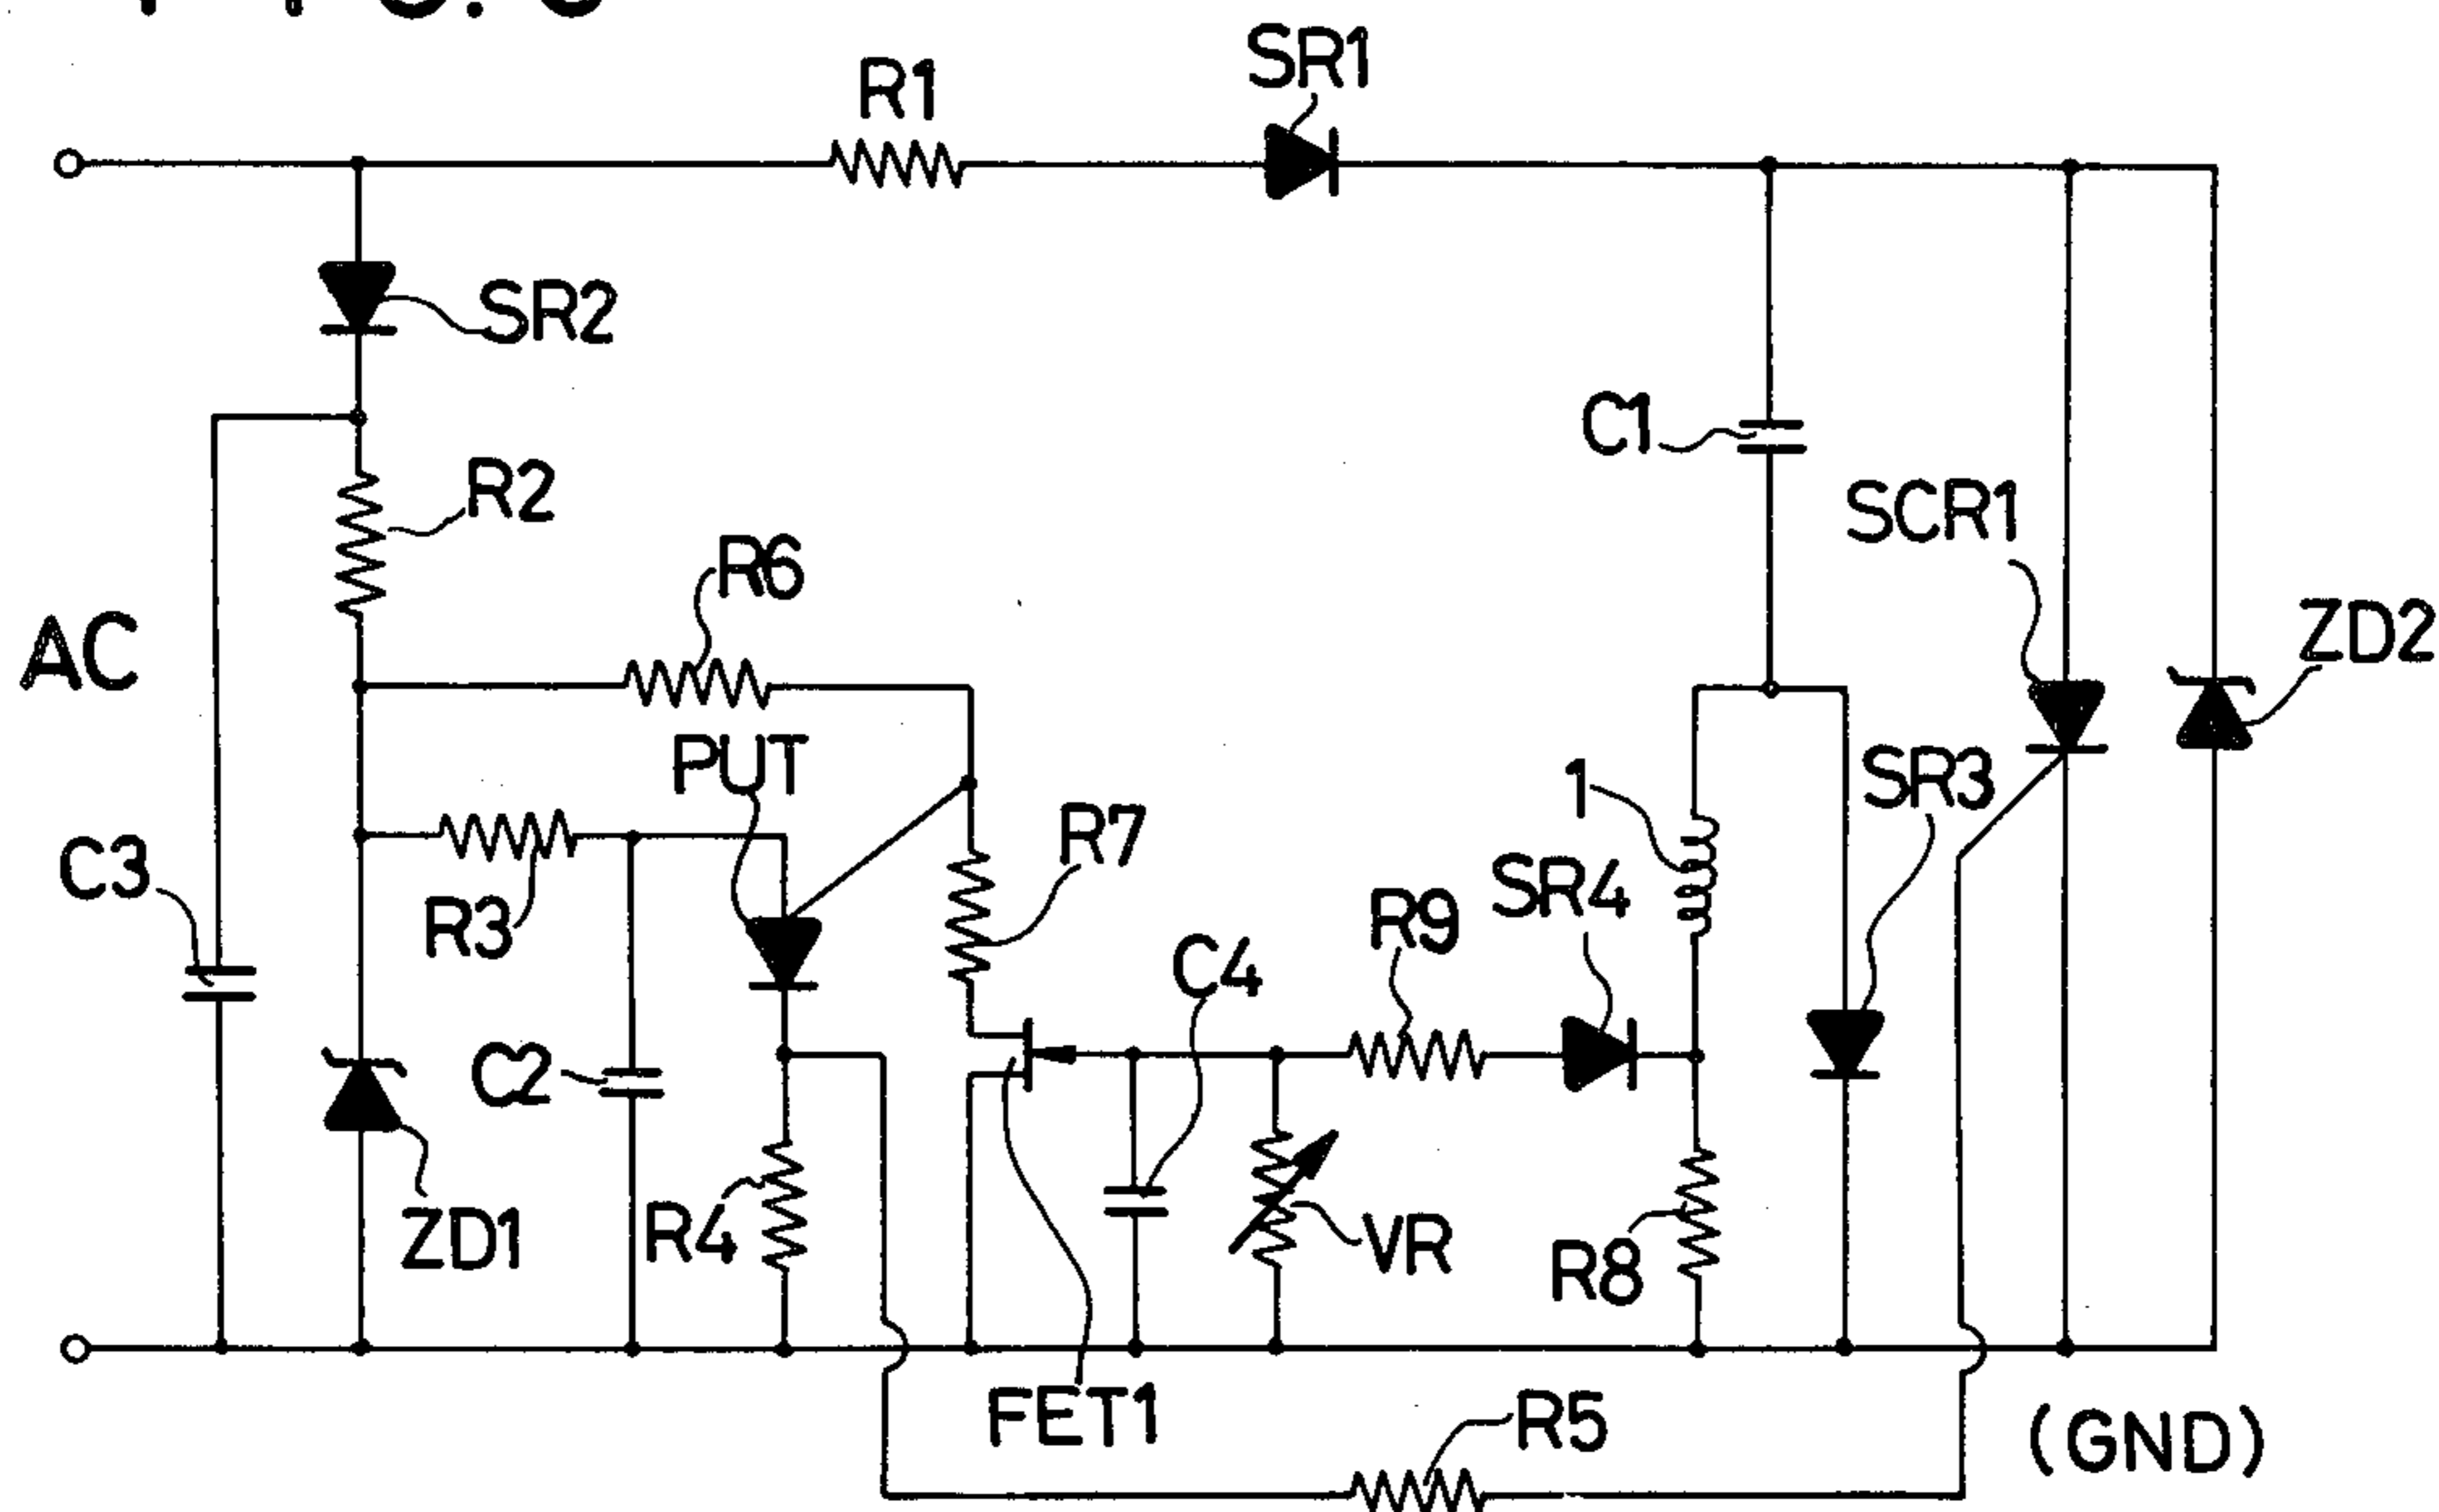 R1
SR1
SR2
R2
R6
C1
SCR1
AC
ZD2
PUT
1
SR3
C3
R3
R7
SR4
R9
C4
C2
ZD1
R4
VR
R8
FET1
R5
(GND)